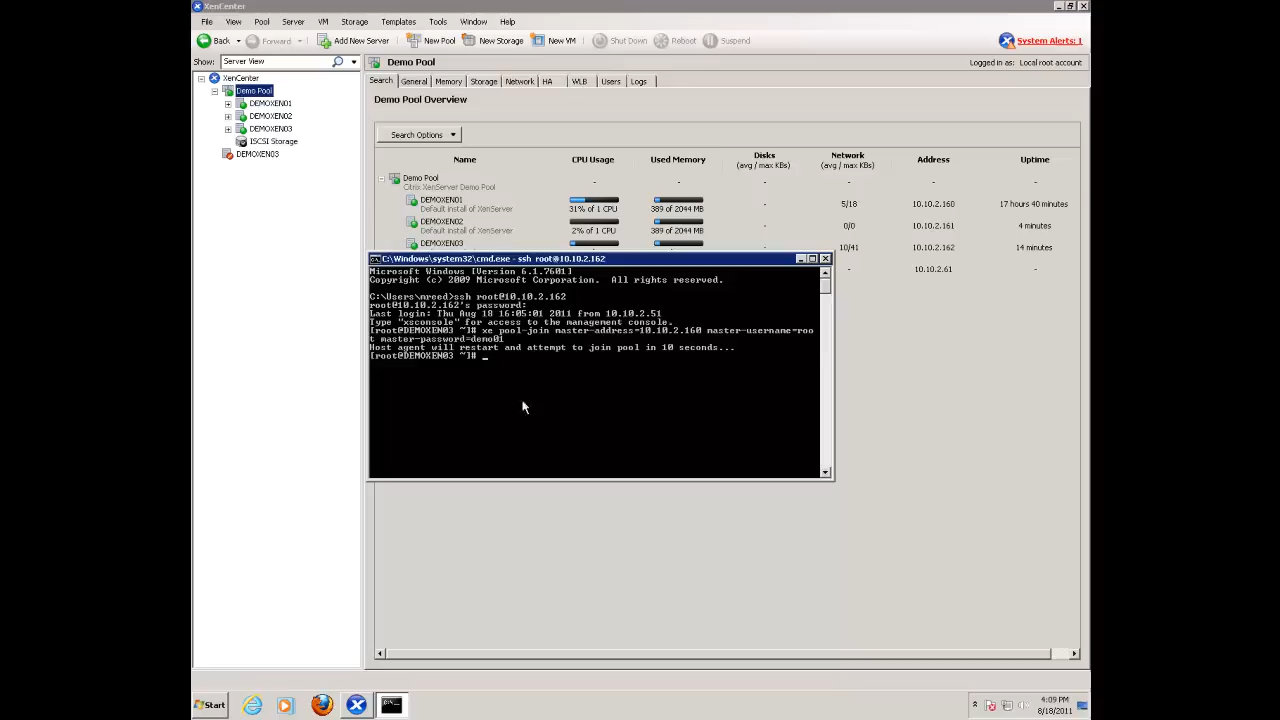 XenCenter
File View Pool Server VM Storage Templates Tools Window Help
Back Forward Add New Server New Pool New Storage New VM Shut Down Reboot Suspend System Alerts: 1
Show: Server View
Demo Pool
Logged in as: Local root account
XenCenter
Demo Pool
DEMOXEN01
DEMOXEN02
DEMOXEN03
ISCSI Storage
DEMOXEN03
Search General Memory Storage Network HA WLB Users Logs
Demo Pool Overview
Search Options
Name CPU Usage Used Memory Disks Network Address Uptime
(avg / max KBs) (avg / max KBs)
Demo Pool - - - - - -
Citrix XenServer Demo Pool
DEMOXEN01
Default install of XenServer 31% of 1 CPU 389 of 2044 MB - 5/18 10.10.2.160 17 hours 40 minutes
DEMOXEN02
Default install of XenServer 2% of 1 CPU 389 of 2044 MB - 0/0 10.10.2.161 4 minutes
DEMOXEN03 10/41 10.10.2.162 14 minutes
- 10.10.2.61
C:\Windows\system32\cmd.exe - ssh root@10.10.2.162
Microsoft Windows [Version 6.1.7601]
Copyright (c) 2009 Microsoft Corporation. All rights reserved.
C:\Users\mreed>ssh root@10.10.2.162
root@10.10.2.162's password:
Last login: Thu Aug 18 16:05:01 2011 from 10.10.2.51
Type "xsconsole" for access to the management console.
[root@DEMOXEN03 ~]# xe pool-join master-address=10.10.2.160 master-username=roo
t master-password=demo01
Host agent will restart and attempt to join pool in 10 seconds...
[root@DEMOXEN03 ~]# _
Start
4:09 PM
8/18/2011